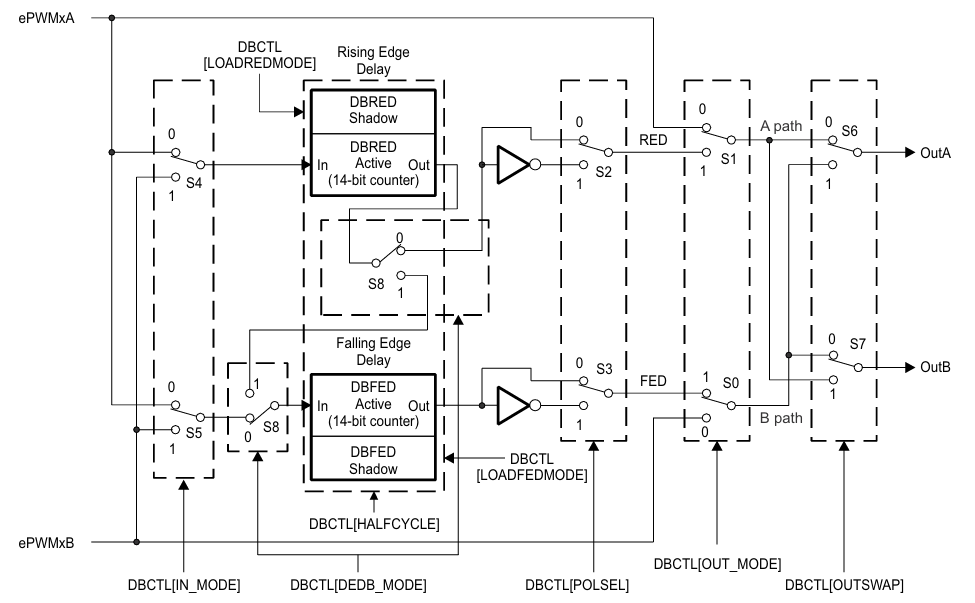 ePWMxA
DBCTL
[LOADREDMODE]
Rising Edge
Delay
DBRED
Shadow
DBRED
In Active Out
(14-bit counter)
0
S4
1
0
S8
1
0
S2
1
RED
0
S1
1
A path
0
S6
1
OutA
Falling Edge
Delay
DBFED
In Active Out
(14-bit counter)
DBFED
Shadow
0
S5
1
1
S8
0
0
S3
1
FED
1
S0
0
B path
0
S7
1
OutB
DBCTL
[LOADFEDMODE]
DBCTL[HALFCYCLE]
ePWMxB
DBCTL[IN_MODE]
DBCTL[DEDB_MODE]
DBCTL[POLSEL]
DBCTL[OUT_MODE]
DBCTL[OUTSWAP]